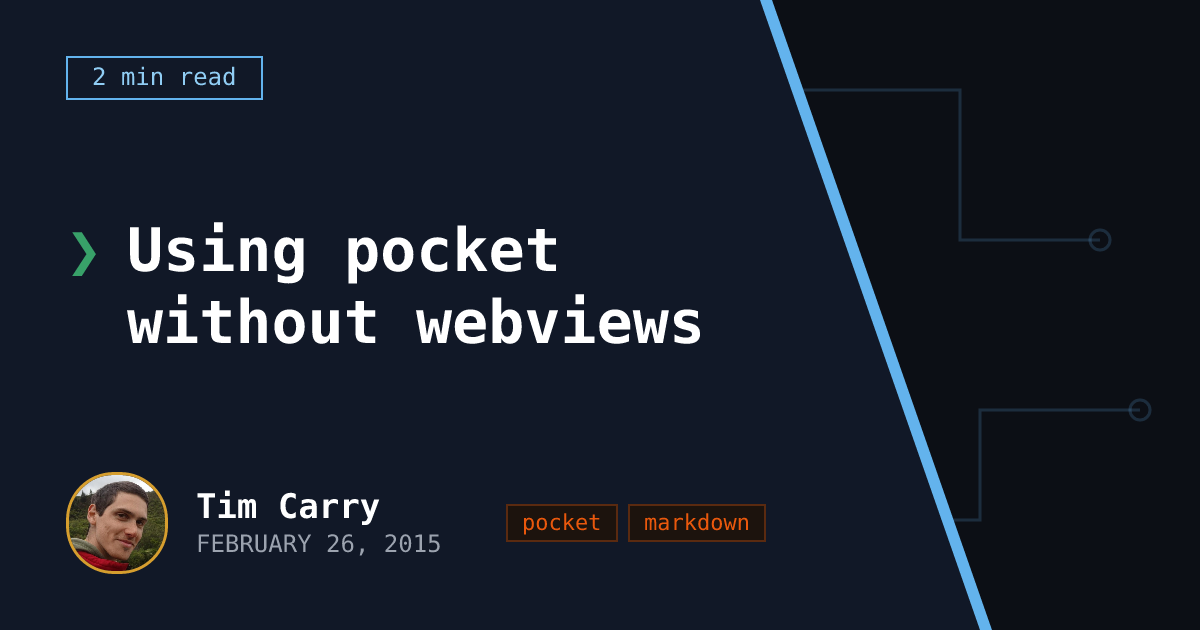 2 min read
❯ Using pocket
without webviews
Tim Carry
FEBRUARY 26, 2015
pocket markdown